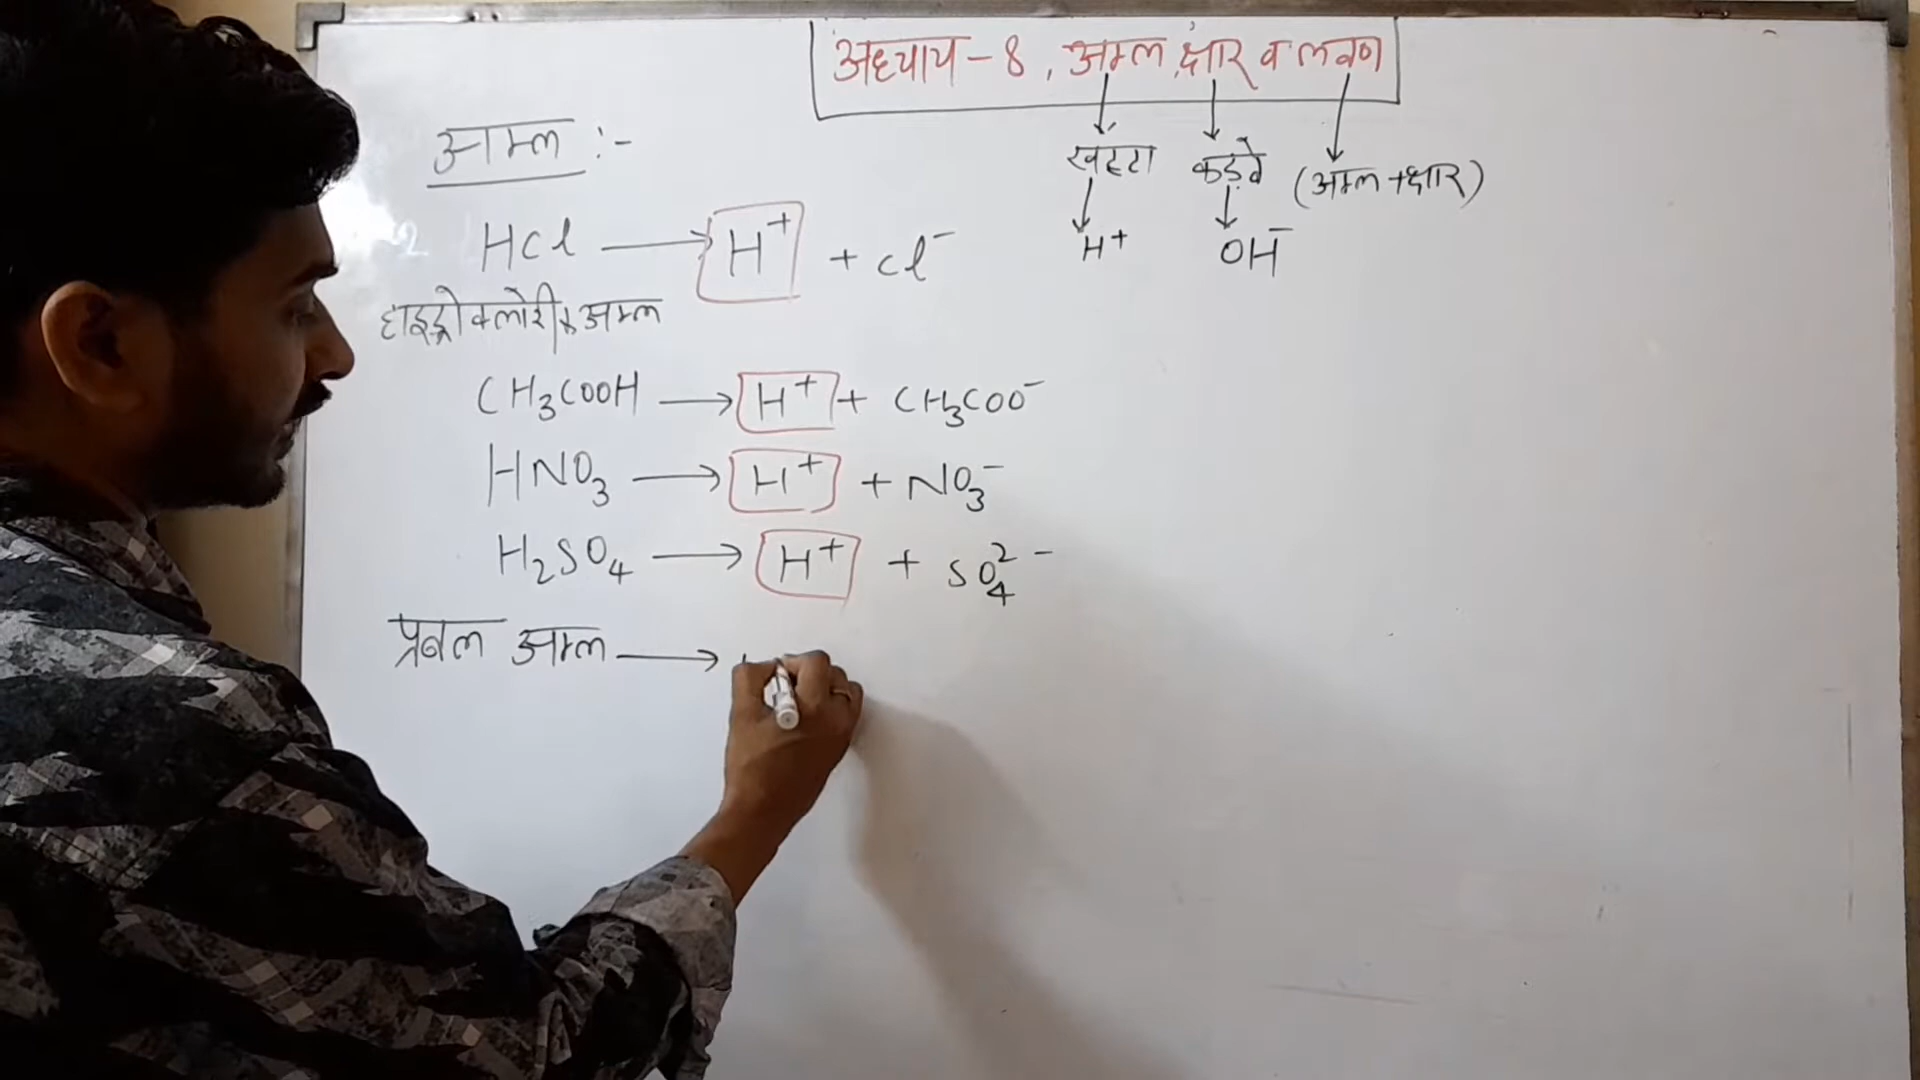 अध्याय - 8, अम्ल, क्षार व लवण
खट्टा कड़वे (अम्ल + क्षार)
H⁺ OH⁻
अम्ल :-
HCl ⟶ H⁺ + Cl⁻
हाइड्रोक्लोरीक अम्ल
CH₃COOH ⟶ H⁺ + CH₃COO⁻
HNO₃ ⟶ H⁺ + NO₃⁻
H₂SO₄ ⟶ H⁺ + SO₄²⁻
प्रबल अम्ल ⟶